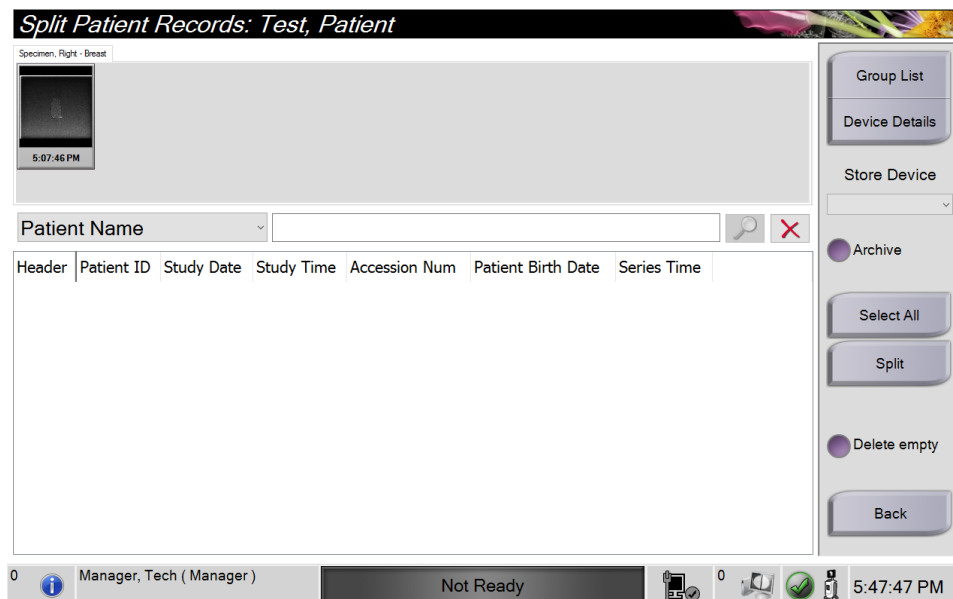 Split Patient Records: Test, Patient
Specimen, Right - Breast
5:07:46 PM
Group List
Device Details
Store Device
Archive
Select All
Split
Delete empty
Back
Patient Name
Header Patient ID Study Date Study Time Accession Num Patient Birth Date Series Time
0 Manager, Tech ( Manager ) Not Ready 0 5:47:47 PM